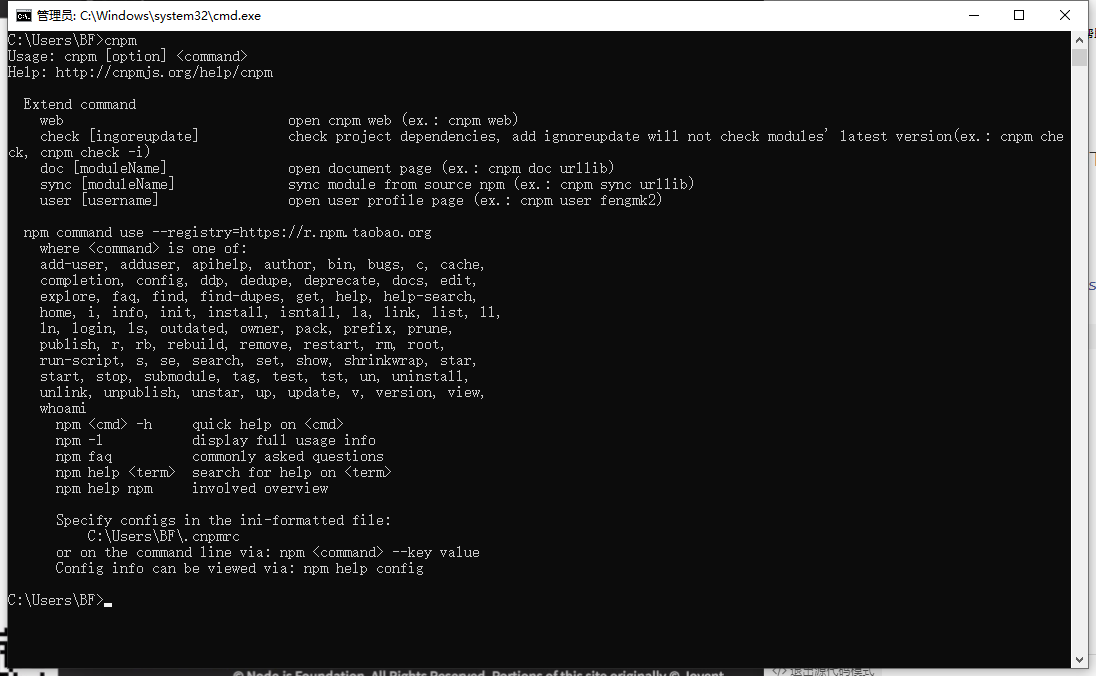 管理员: C:\Windows\system32\cmd.exe
C:\Users\BF>cnpm
Usage: cnpm [option] <command>
Help: http://cnpmjs.org/help/cnpm
Extend command
web open cnpm web (ex.: cnpm web)
check [ingoreupdate] check project dependencies, add ignoreupdate will not check modules' latest version(ex.: cnpm che
ck, cnpm check -i)
doc [moduleName] open document page (ex.: cnpm doc urllib)
sync [moduleName] sync module from source npm (ex.: cnpm sync urllib)
user [username] open user profile page (ex.: cnpm user fengmk2)
npm command use --registry=https://r.npm.taobao.org
where <command> is one of:
add-user, adduser, apihelp, author, bin, bugs, c, cache,
completion, config, ddp, dedupe, deprecate, docs, edit,
explore, faq, find, find-dupes, get, help, help-search,
home, i, info, init, install, isntall, la, link, list, ll,
ln, login, ls, outdated, owner, pack, prefix, prune,
publish, r, rb, rebuild, remove, restart, rm, root,
run-script, s, se, search, set, show, shrinkwrap, star,
start, stop, submodule, tag, test, tst, un, uninstall,
unlink, unpublish, unstar, up, update, v, version, view,
whoami
npm <cmd> -h quick help on <cmd>
npm -l display full usage info
npm faq commonly asked questions
npm help <term> search for help on <term>
npm help npm involved overview
Specify configs in the ini-formatted file:
C:\Users\BF\.cnpmrc
or on the command line via: npm <command> --key value
Config info can be viewed via: npm help config
C:\Users\BF>
© Node.js Foundation. All Rights Reserved. Portions of this site originally © Joyent
退出源代码模式